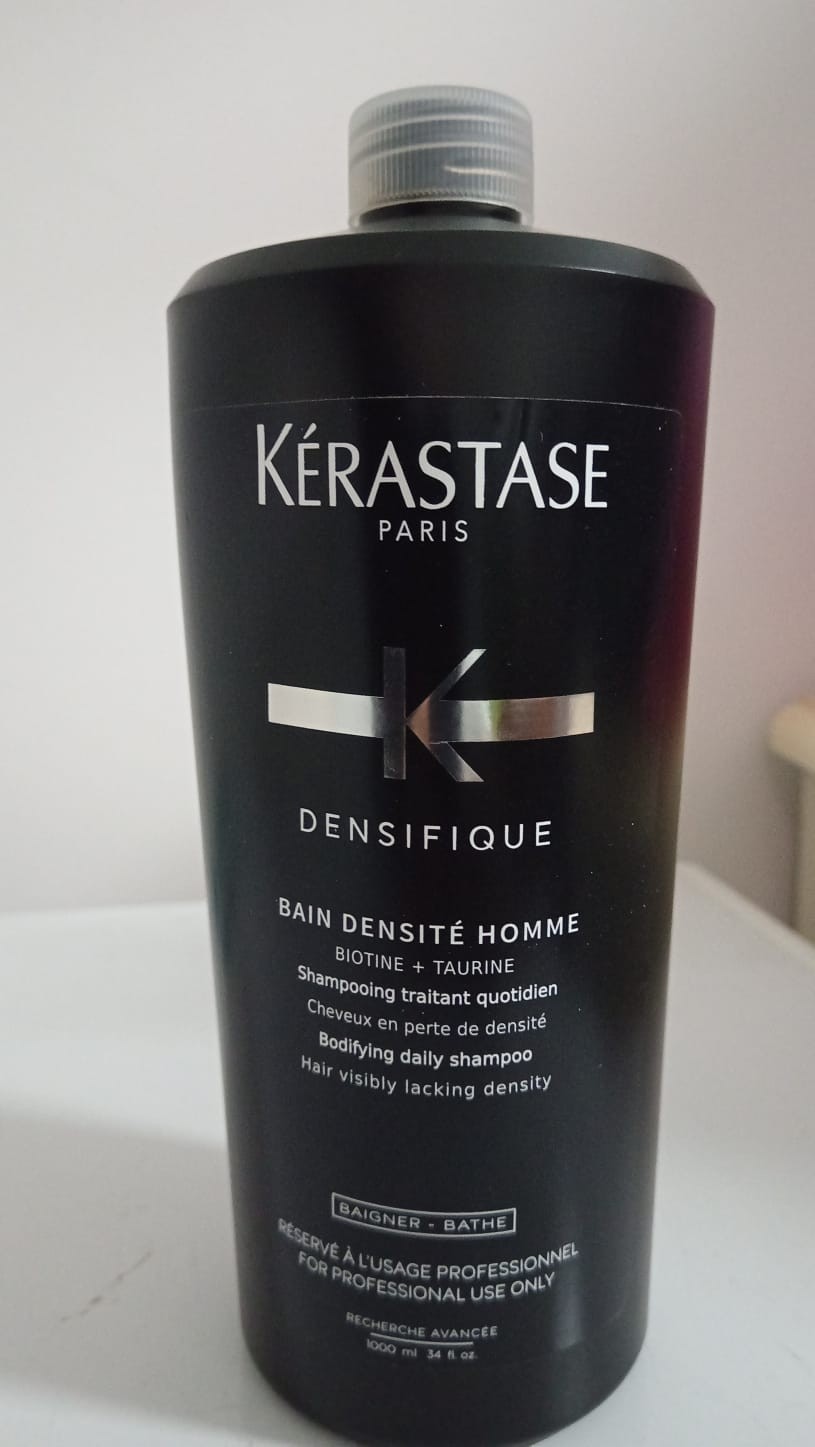 KÉRASTASE
PARIS
K
DENSIFIQUE
BAIN DENSITÉ HOMME
BIOTINE + TAURINE
Shampooing traitant quotidien
Cheveux en perte de densité
Bodifying daily shampoo
Hair visibly lacking density
BAIGNER - BATHE
RÉSERVÉ À L'USAGE PROFESSIONNEL
FOR PROFESSIONAL USE ONLY
RECHERCHE AVANCÉE
1000 ml 34 fl. oz.